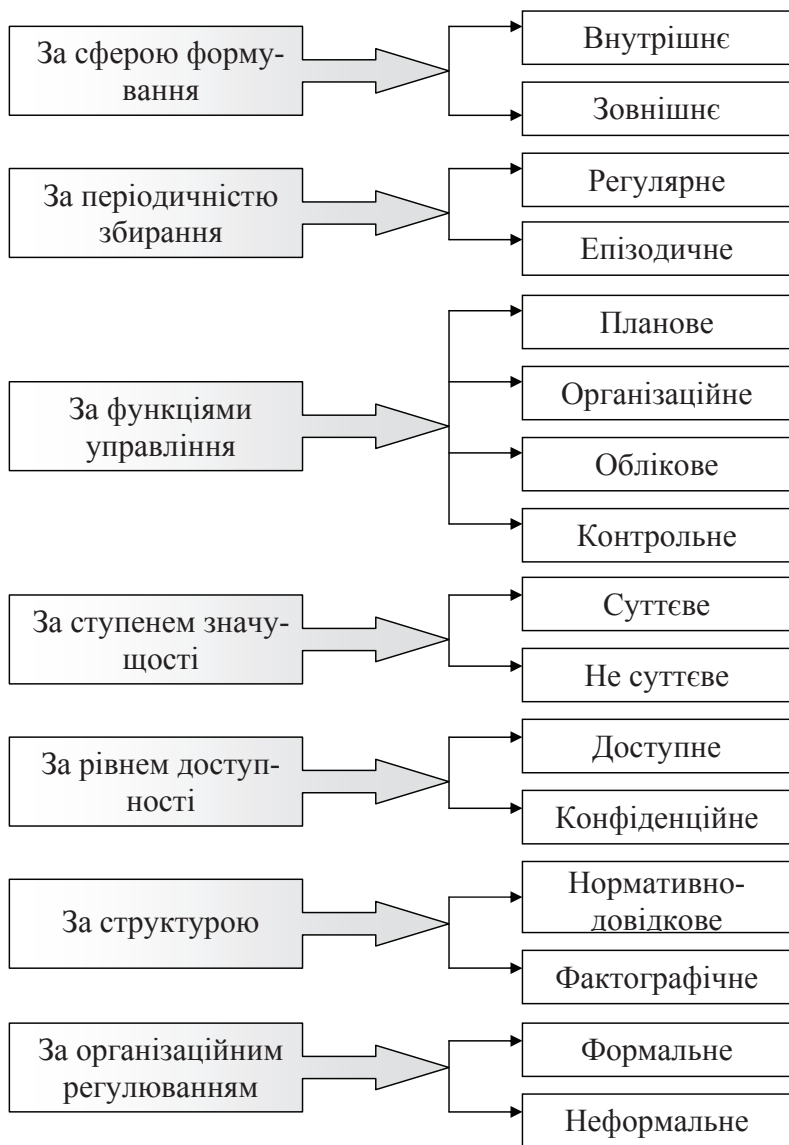 За сферою форму-
вання
Внутрішнє
Зовнішнє
За періодичністю
збирання
Регулярне
Епізодичне
За функціями
управління
Планове
Організаційне
Облікове
Контрольне
За ступенем значу-
щості
Суттєве
Не суттєве
За рівнем доступ-
ності
Доступне
Конфіденційне
За структурою
Нормативно-
довідкове
Фактографічне
За організаційним
регулюванням
Формальне
Неформальне